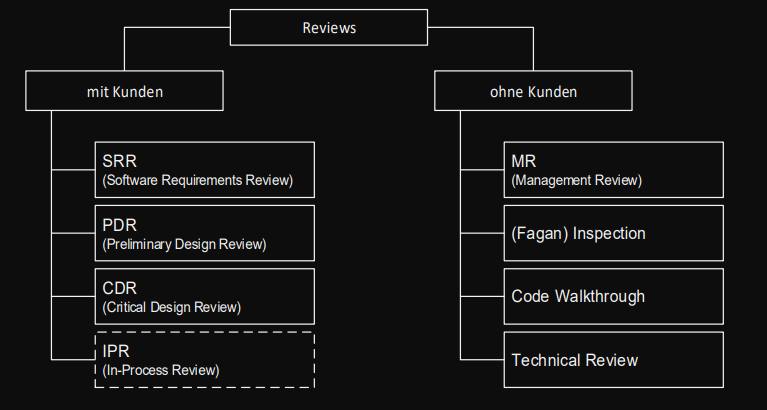 Reviews
mit Kunden
SRR
(Software Requirements Review)
PDR
(Preliminary Design Review)
CDR
(Critical Design Review)
IPR
(In-Process Review)
ohne Kunden
MR
(Management Review)
(Fagan) Inspection
Code Walkthrough
Technical Review